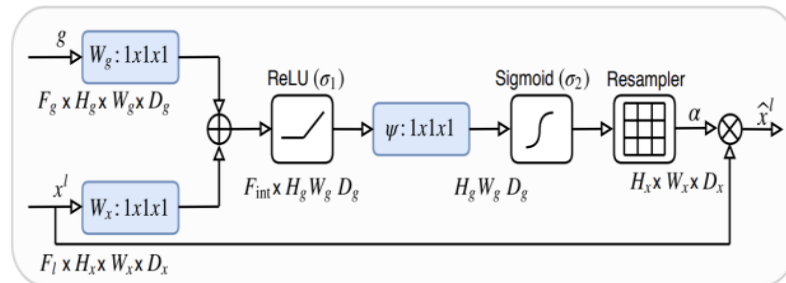 g
W_g : 1x1x1
F_g x H_g x W_g x D_g
x^l
W_x : 1x1x1
F_l x H_x x W_x x D_x
ReLU (σ_1)
F_int x H_g W_g D_g
ψ : 1x1x1
H_g W_g D_g
Sigmoid (σ_2)
Resampler
H_x x W_x x D_x
α
x̂^l